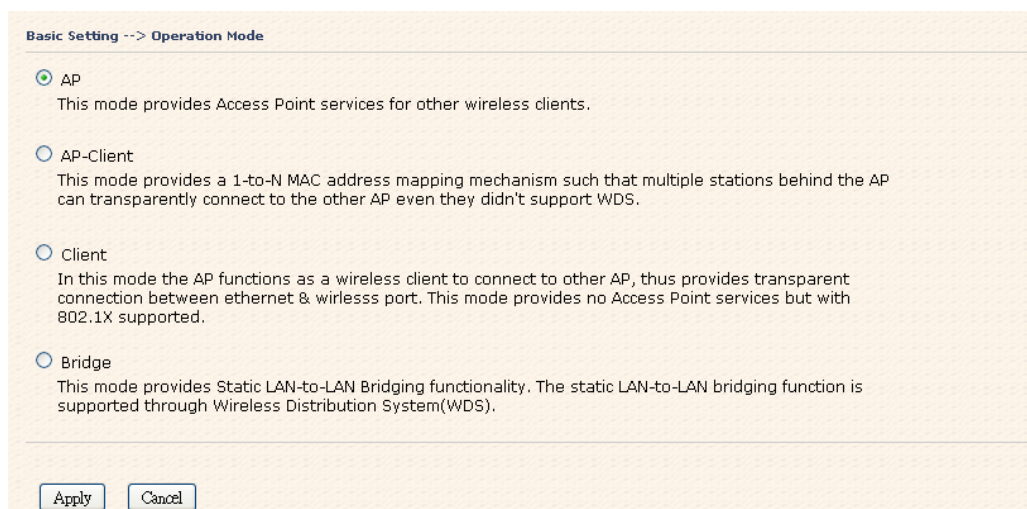 Basic Setting --> Operation Mode
AP
This mode provides Access Point services for other wireless clients.
AP-Client
This mode provides a 1-to-N MAC address mapping mechanism such that multiple stations behind the AP
can transparently connect to the other AP even they didn't support WDS.
Client
In this mode the AP functions as a wireless client to connect to other AP, thus provides transparent
connection between ethernet & wirlesss port. This mode provides no Access Point services but with
802.1X supported.
Bridge
This mode provides Static LAN-to-LAN Bridging functionality. The static LAN-to-LAN bridging function is
supported through Wireless Distribution System(WDS).
Apply Cancel